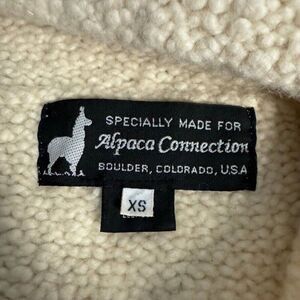 SPECIALLY MADE FOR
Alpaca Connection
BOULDER, COLORADO, U.S.A
XS